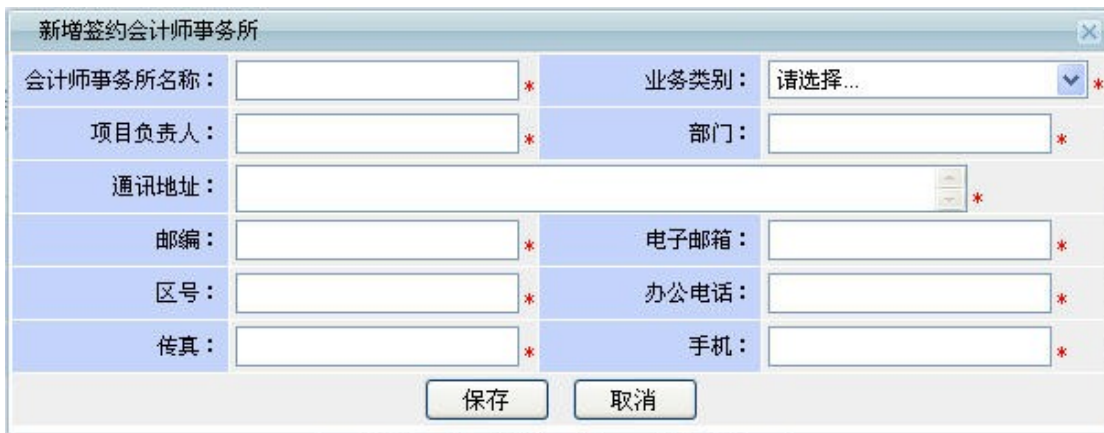 新增签约会计师事务所
会计师事务所名称： * 业务类别： 请选择... *
项目负责人： * 部门： *
通讯地址： *
邮编： * 电子邮箱： *
区号： * 办公电话： *
传真： * 手机： *
保存 取消